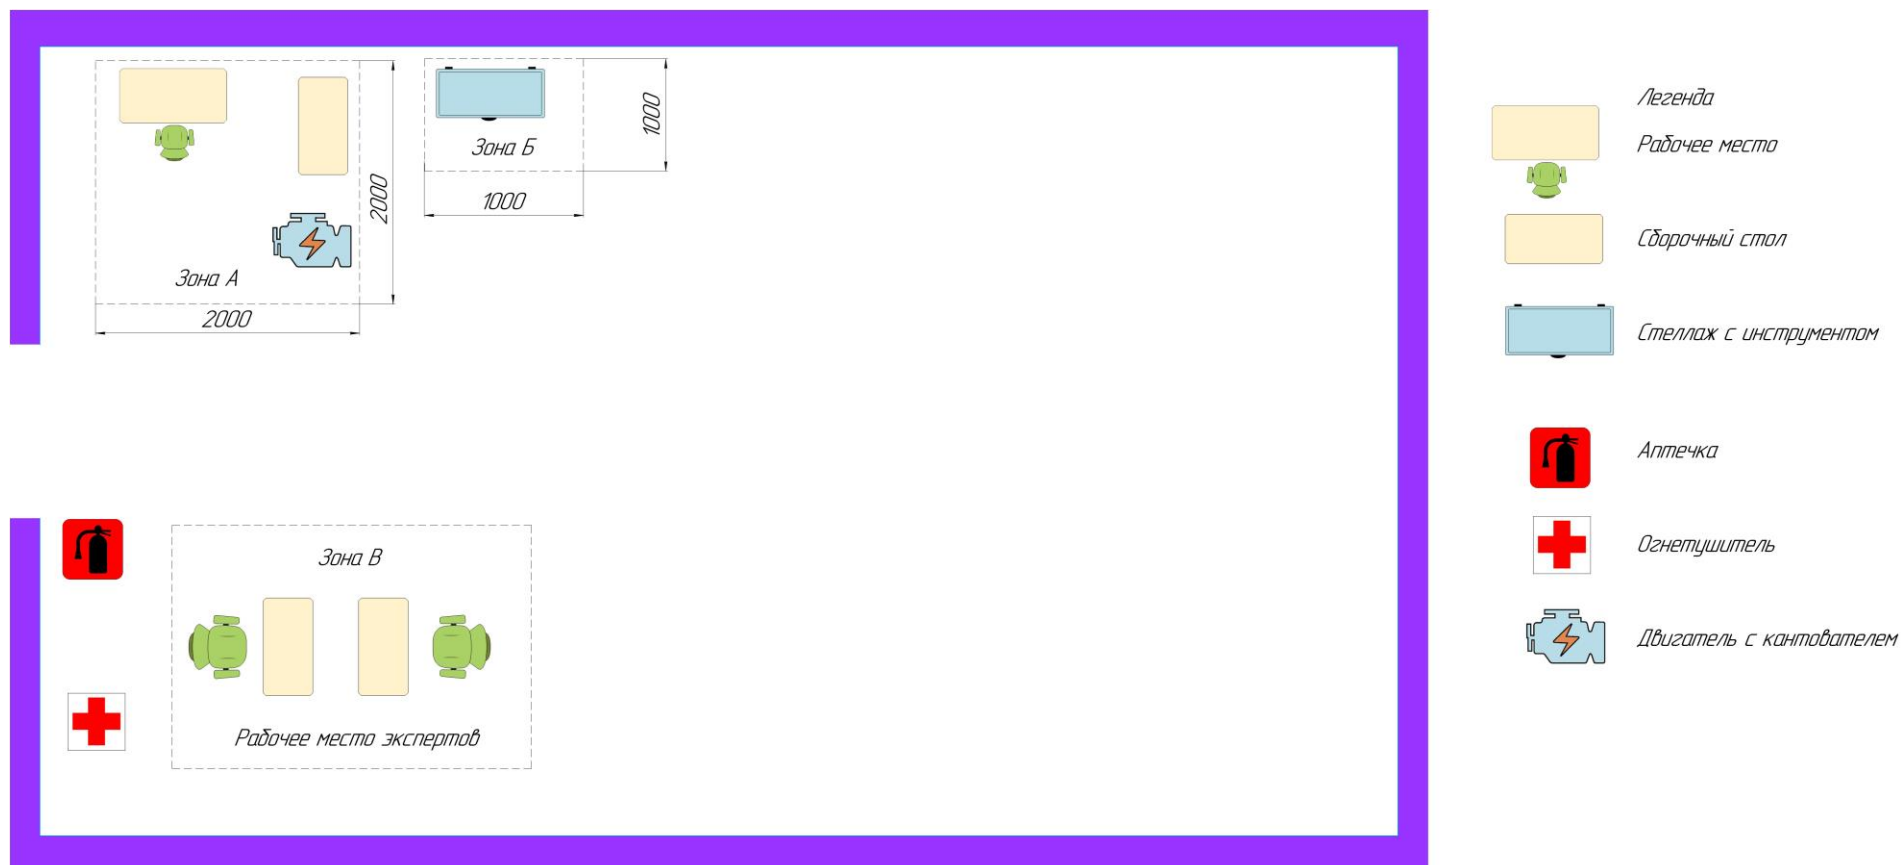 Зона А
2000
2000
Зона Б
1000
1000
Зона В
Рабочее место экспертов
Легенда
Рабочее место
Сборочный стол
Стеллаж с инструментом
Аптечка
Огнетушитель
Двигатель с кантователем